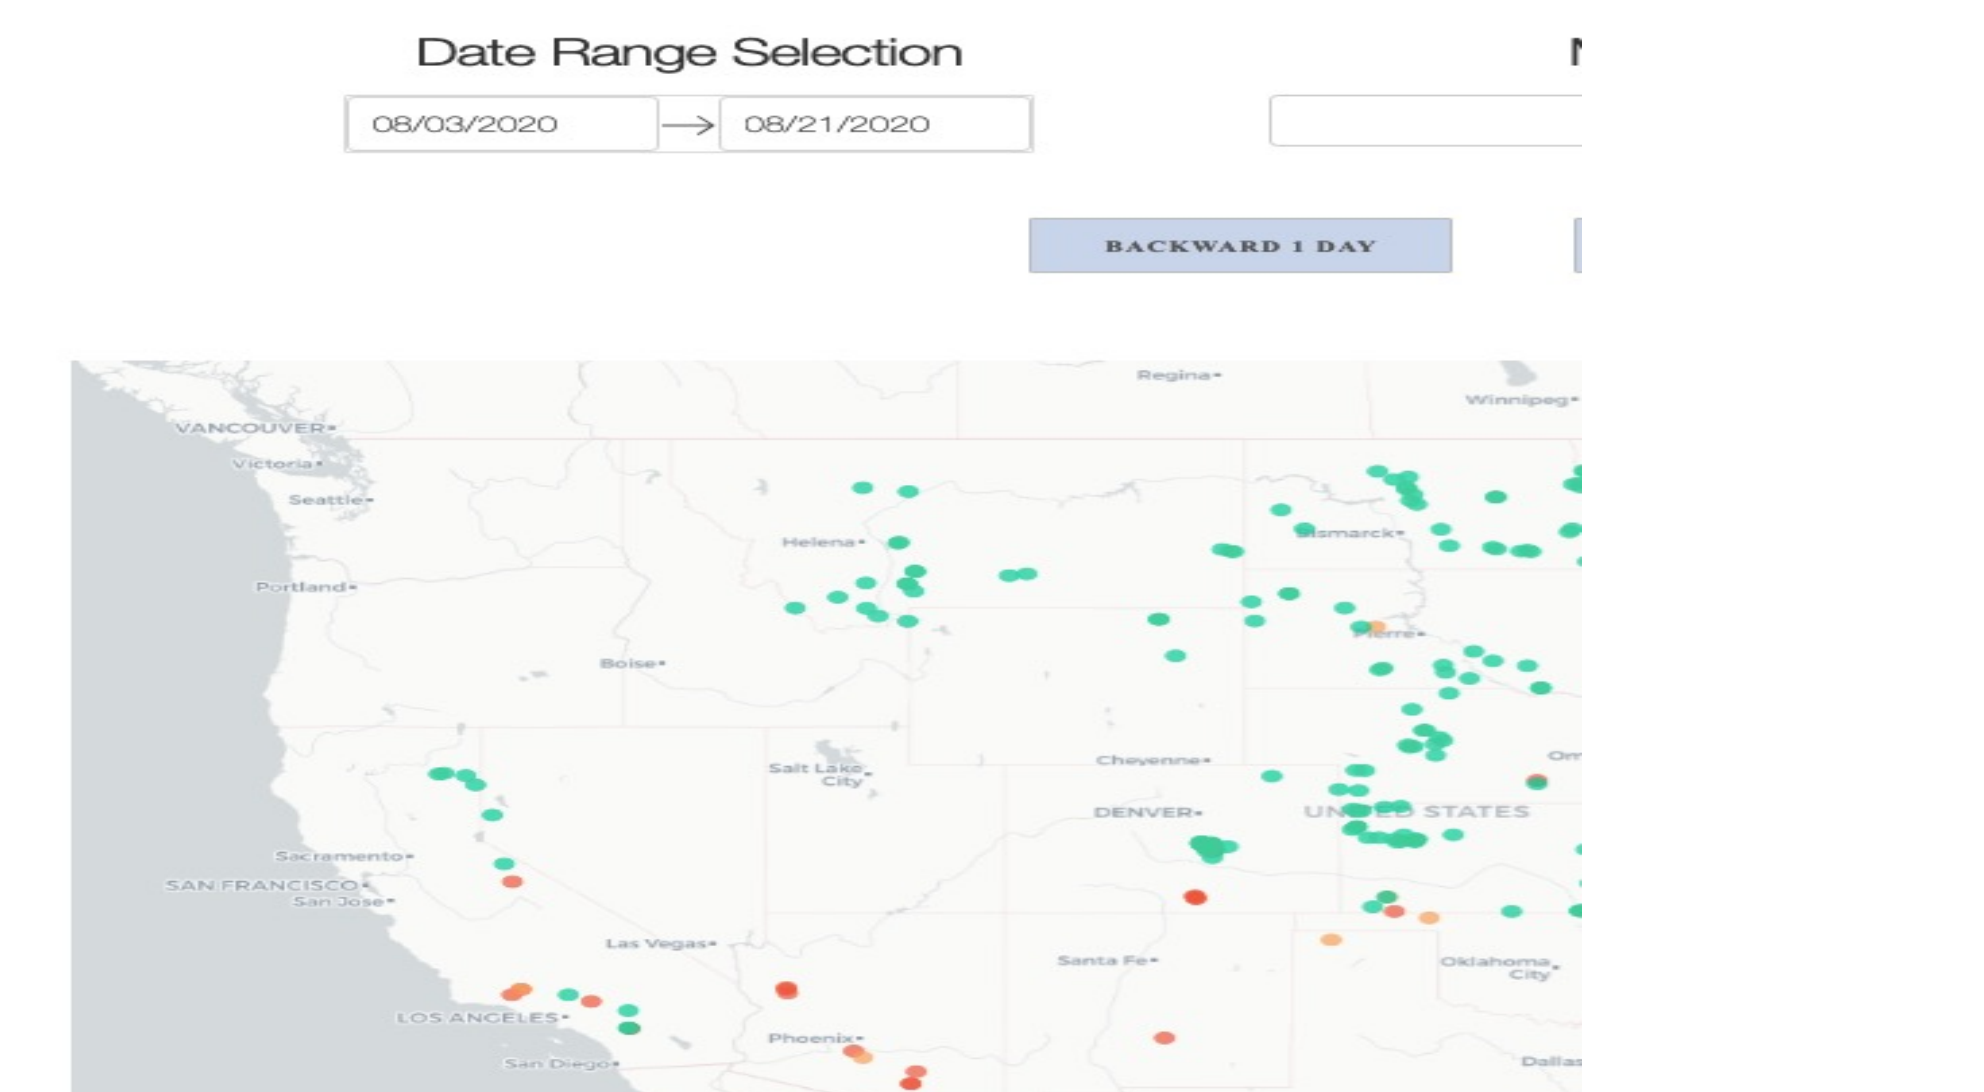 Date Range Selection
08/03/2020 → 08/21/2020
BACKWARD 1 DAY
Regina
Winnipeg
VANCOUVER
Victoria
Seattle
Helena
Portland
Pierre
Boise
Salt Lake
City
Cheyenne
DENVER
STATES
Sacramento
SAN FRANCISCO
San Jose
Las Vegas
Santa Fe
Oklahoma
City
LOS ANGELES
Phoenix
San Diego
Dallas